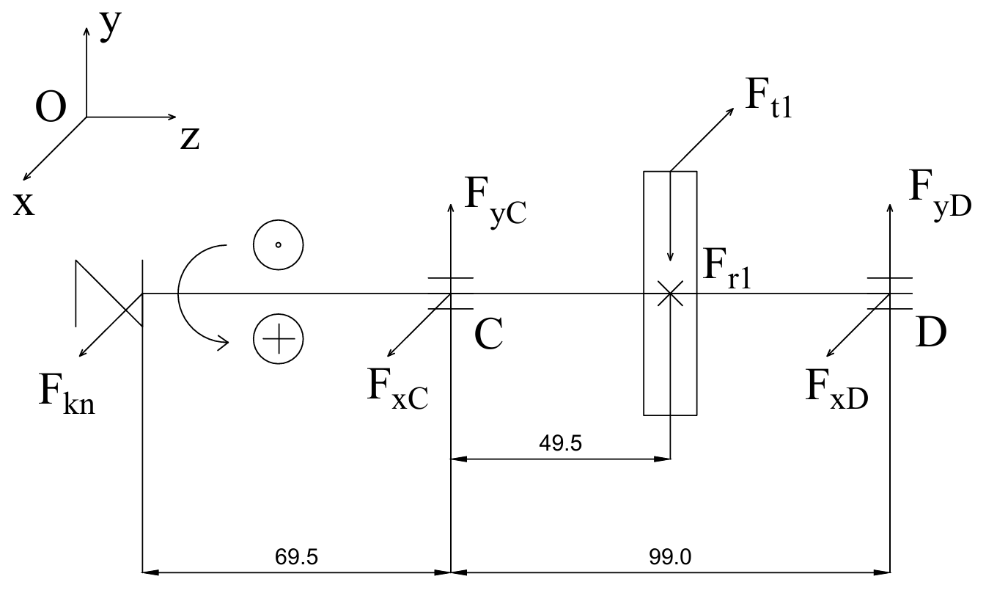 y
O
z
x
F_t1
F_yC
F_yD
F_r1
C
D
F_kn
F_xC
F_xD
49.5
69.5
99.0